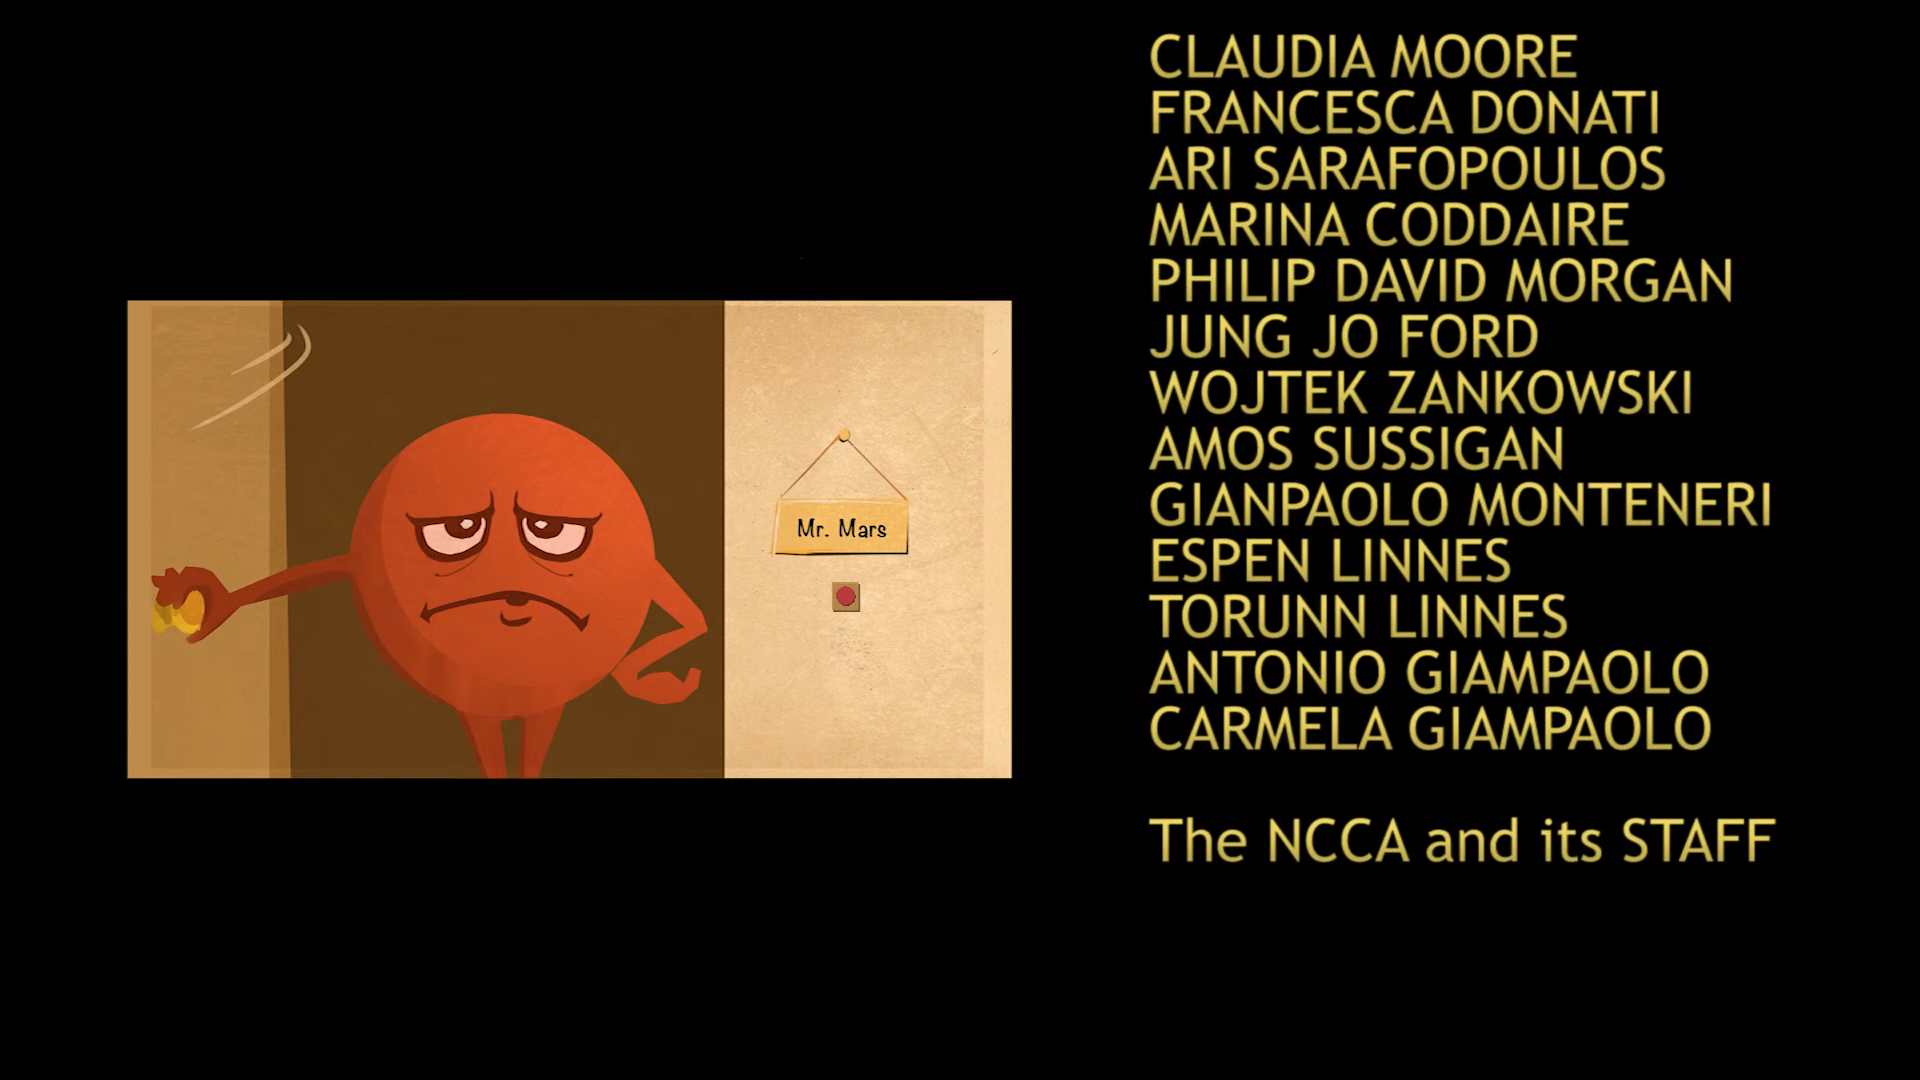 Mr. Mars
CLAUDIA MOORE
FRANCESCA DONATI
ARI SARAFOPOULOS
MARINA CODDAIRE
PHILIP DAVID MORGAN
JUNG JO FORD
WOJTEK ZANKOWSKI
AMOS SUSSIGAN
GIANPAOLO MONTENERI
ESPEN LINNES
TORUNN LINNES
ANTONIO GIAMPAOLO
CARMELA GIAMPAOLO
The NCCA and its STAFF